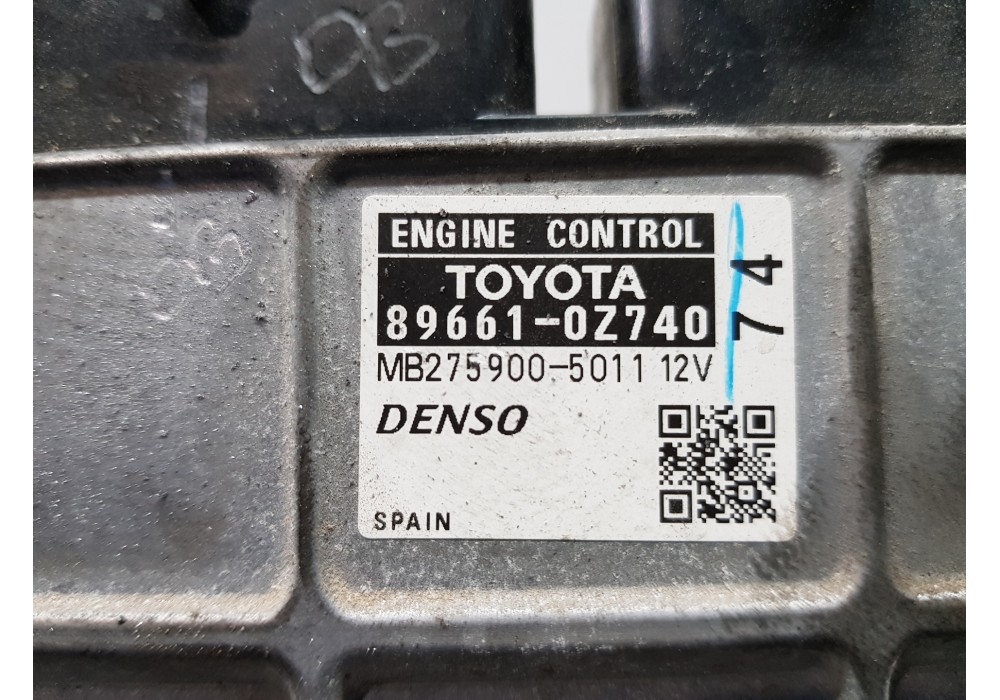 ENGINE CONTROL
TOYOTA
89661-0Z740
MB275900-5011 12V
DENSO
SPAIN
74